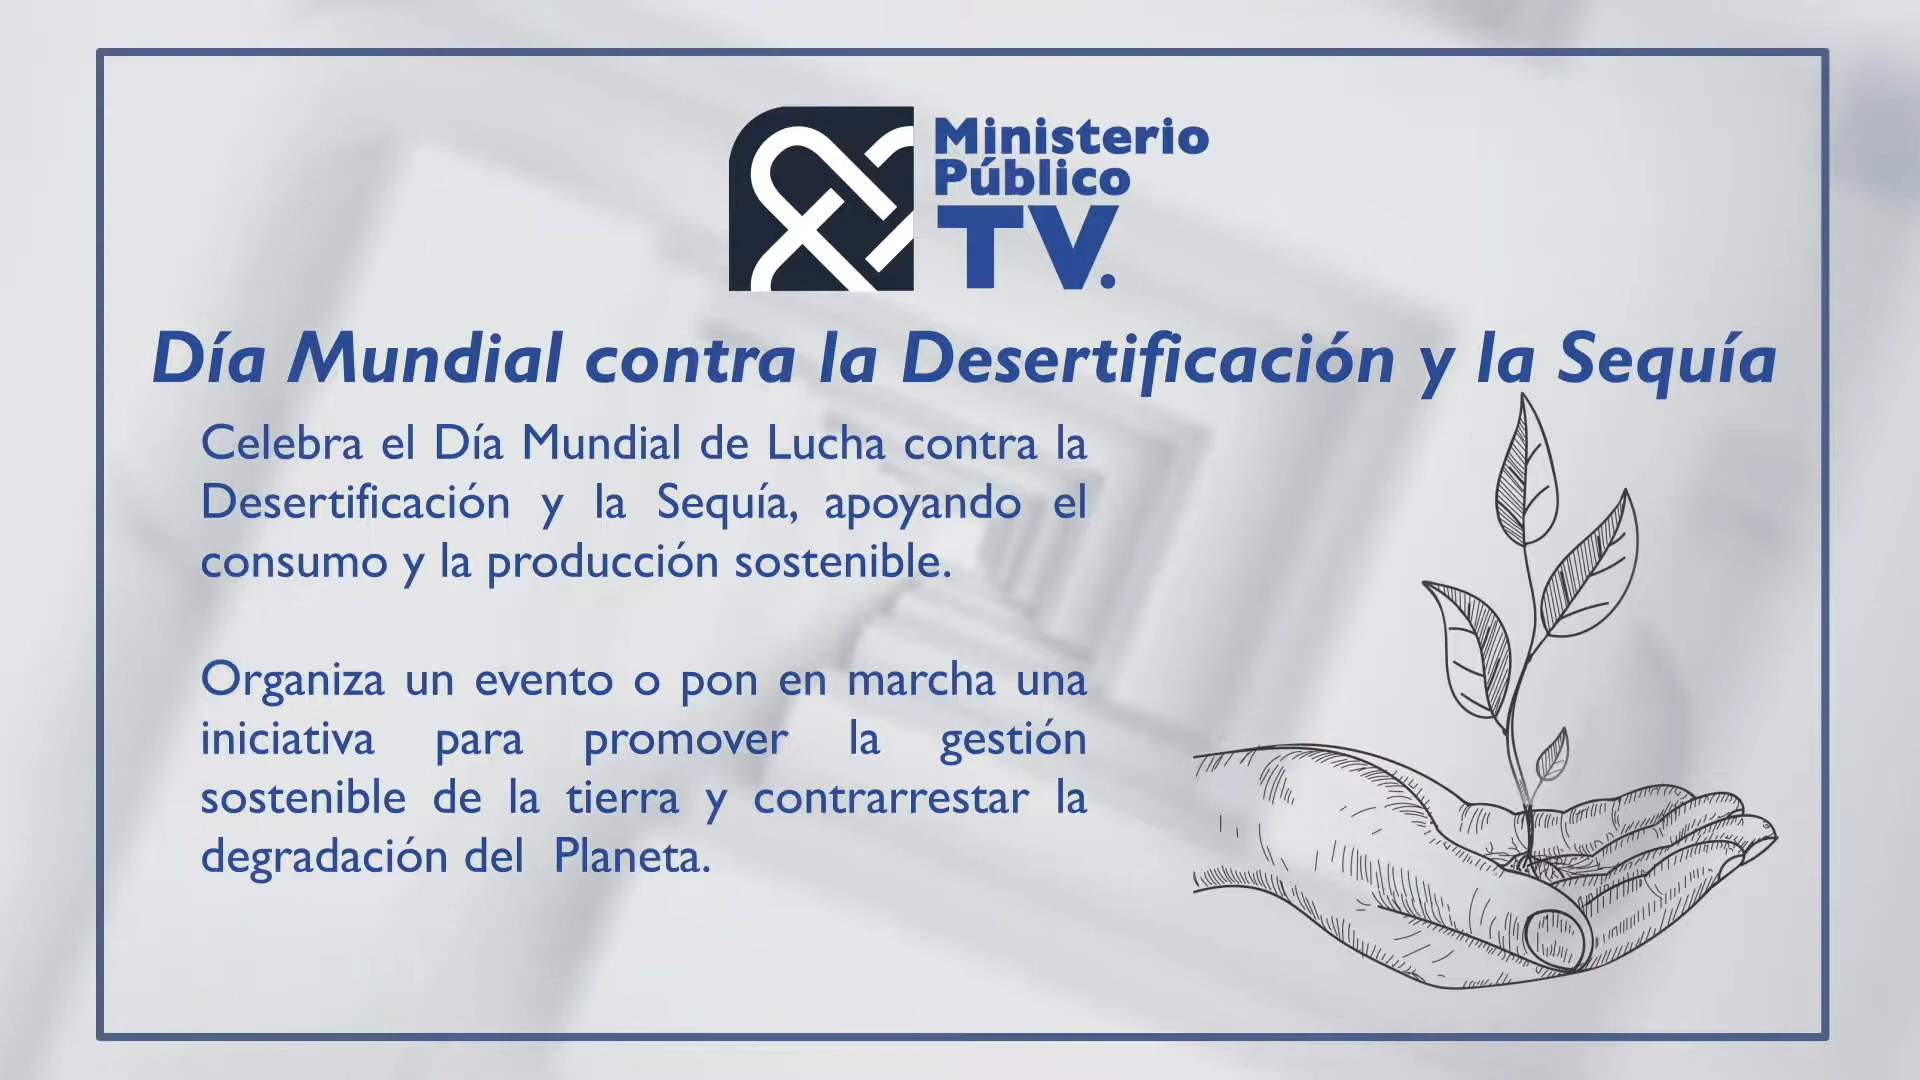 Ministerio
Público
TV.
Día Mundial contra la Desertificación y la Sequía
Celebra el Día Mundial de Lucha contra la
Desertificación y la Sequía, apoyando el
consumo y la producción sostenible.
Organiza un evento o pon en marcha una
iniciativa para promover la gestión
sostenible de la tierra y contrarrestar la
degradación del Planeta.